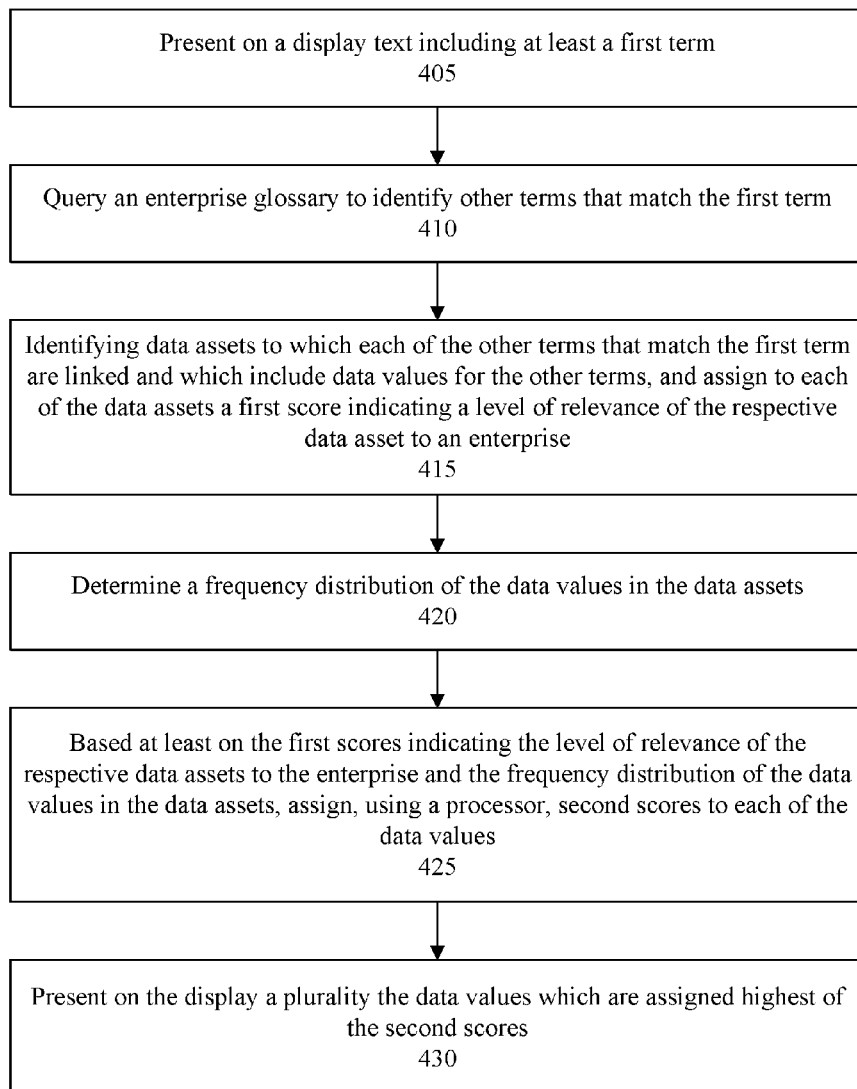 Present on a display text including at least a first term
405
Query an enterprise glossary to identify other terms that match the first term
410
Identifying data assets to which each of the other terms that match the first term
are linked and which include data values for the other terms, and assign to each
of the data assets a first score indicating a level of relevance of the respective
data asset to an enterprise
415
Determine a frequency distribution of the data values in the data assets
420
Based at least on the first scores indicating the level of relevance of the
respective data assets to the enterprise and the frequency distribution of the data
values in the data assets, assign, using a processor, second scores to each of the
data values
425
Present on the display a plurality the data values which are assigned highest of
the second scores
430